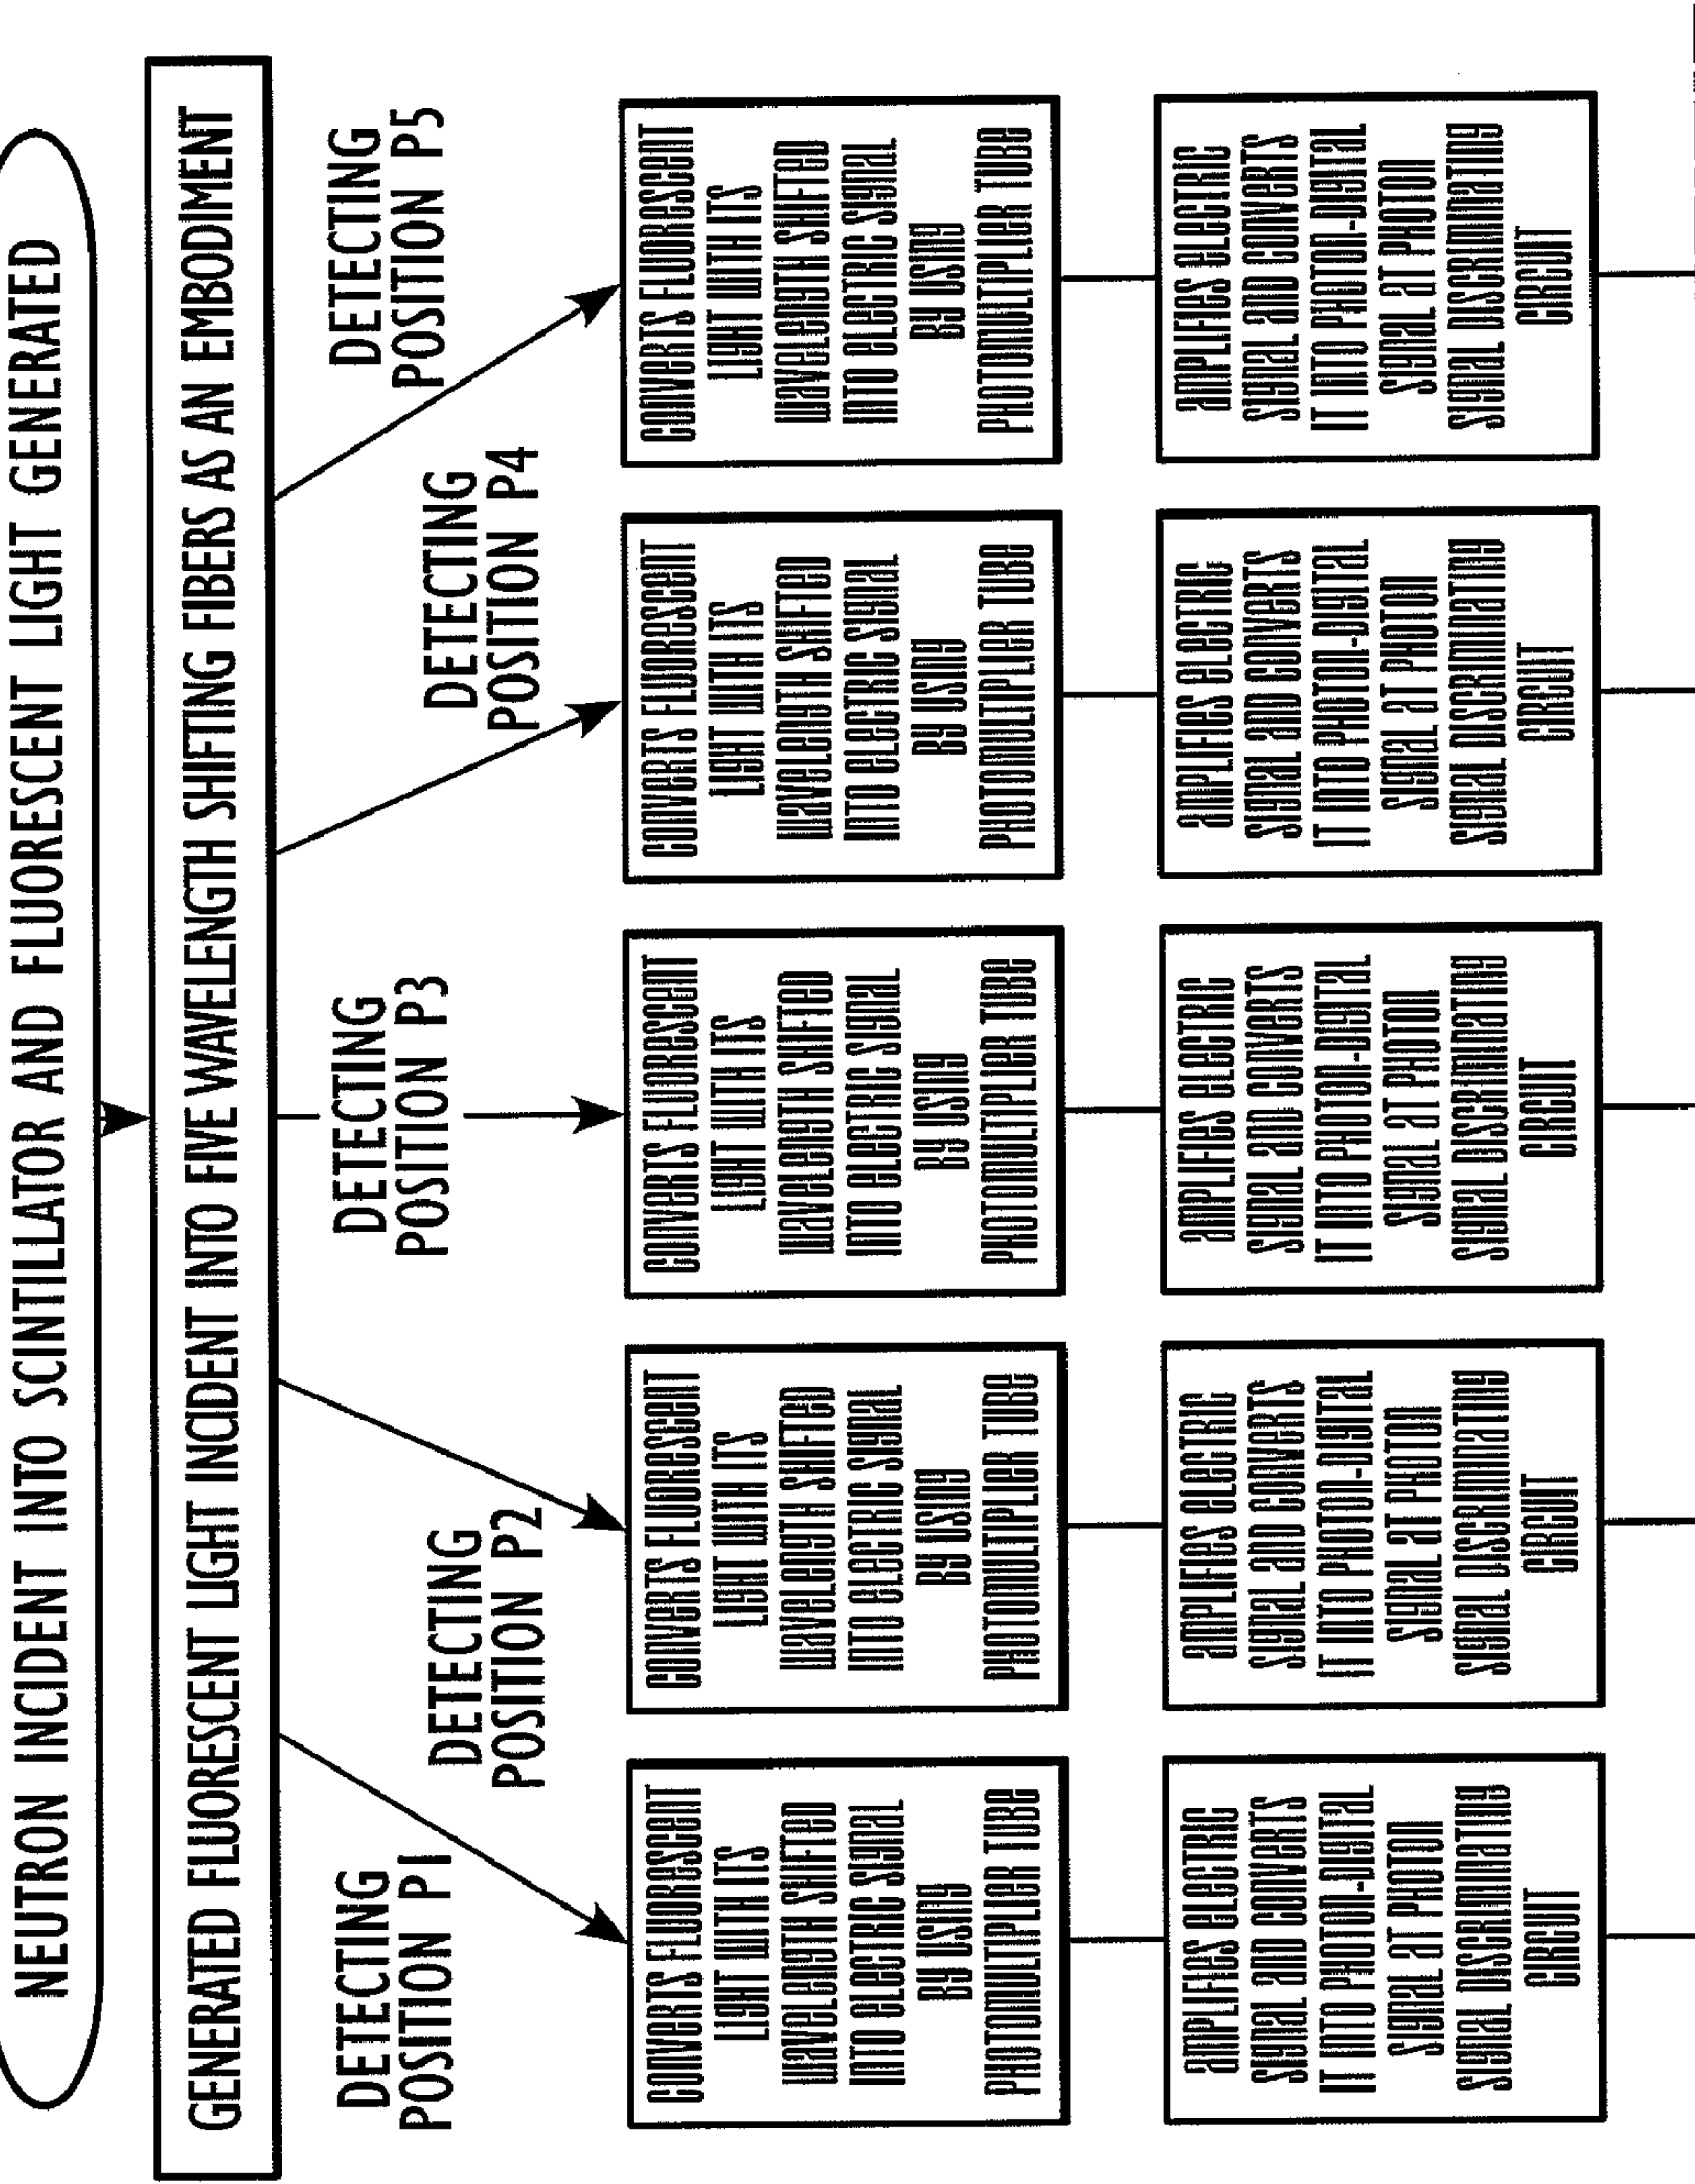 NEUTRON INCIDENT INTO SCINTILLATOR AND FLUORESCENT LIGHT GENERATED
GENERATED FLUORESCENT LIGHT INCIDENT INTO FIVE WAVELENGTH SHIFTING FIBERS AS AN EMBODIMENT
DETECTING
POSITION P1
DETECTING
POSITION P2
DETECTING
POSITION P3
DETECTING
POSITION P4
DETECTING
POSITION P5
CONVERTS FLUORESCENT
LIGHT WITH ITS
WAVELENGTH SHIFTED
INTO ELECTRIC SIGNAL
BY USING
PHOTOMULTIPLIER TUBE
CONVERTS FLUORESCENT
LIGHT WITH ITS
WAVELENGTH SHIFTED
INTO ELECTRIC SIGNAL
BY USING
PHOTOMULTIPLIER TUBE
CONVERTS FLUORESCENT
LIGHT WITH ITS
WAVELENGTH SHIFTED
INTO ELECTRIC SIGNAL
BY USING
PHOTOMULTIPLIER TUBE
CONVERTS FLUORESCENT
LIGHT WITH ITS
WAVELENGTH SHIFTED
INTO ELECTRIC SIGNAL
BY USING
PHOTOMULTIPLIER TUBE
CONVERTS FLUORESCENT
LIGHT WITH ITS
WAVELENGTH SHIFTED
INTO ELECTRIC SIGNAL
BY USING
PHOTOMULTIPLIER TUBE
AMPLIFIES ELECTRIC
SIGNAL AND CONVERTS
IT INTO PHOTON-DIGITAL
SIGNAL AT PHOTON
SIGNAL DISCRIMINATING
CIRCUIT
AMPLIFIES ELECTRIC
SIGNAL AND CONVERTS
IT INTO PHOTON-DIGITAL
SIGNAL AT PHOTON
SIGNAL DISCRIMINATING
CIRCUIT
AMPLIFIES ELECTRIC
SIGNAL AND CONVERTS
IT INTO PHOTON-DIGITAL
SIGNAL AT PHOTON
SIGNAL DISCRIMINATING
CIRCUIT
AMPLIFIES ELECTRIC
SIGNAL AND CONVERTS
IT INTO PHOTON-DIGITAL
SIGNAL AT PHOTON
SIGNAL DISCRIMINATING
CIRCUIT
AMPLIFIES ELECTRIC
SIGNAL AND CONVERTS
IT INTO PHOTON-DIGITAL
SIGNAL AT PHOTON
SIGNAL DISCRIMINATING
CIRCUIT